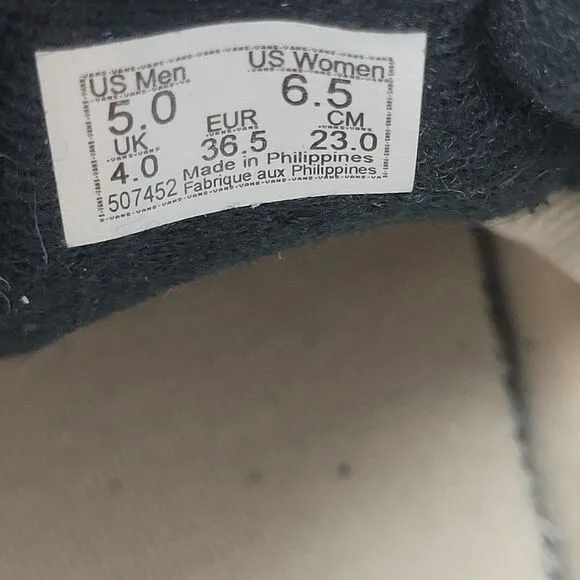 US Men US Women
5.0 6.5
UK. EUR CM
4.0 36.5 23.0
Made in Philippines
507452 Fabrique aux Philippines